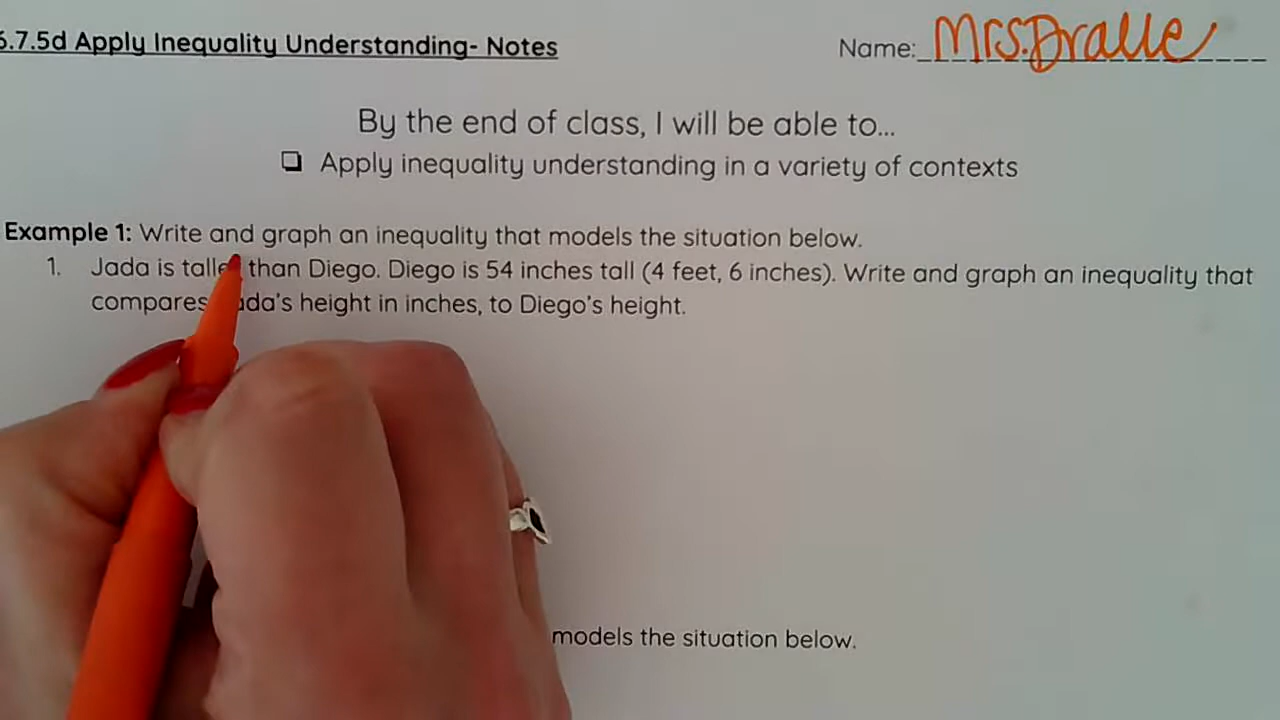 6.7.5d Apply Inequality Understanding- Notes
Name: Mrs. Dralle
By the end of class, I will be able to...
Apply inequality understanding in a variety of contexts
Example 1: Write and graph an inequality that models the situation below.
1. Jada is taller than Diego. Diego is 54 inches tall (4 feet, 6 inches). Write and graph an inequality that
compares Jada's height in inches, to Diego's height.
models the situation below.